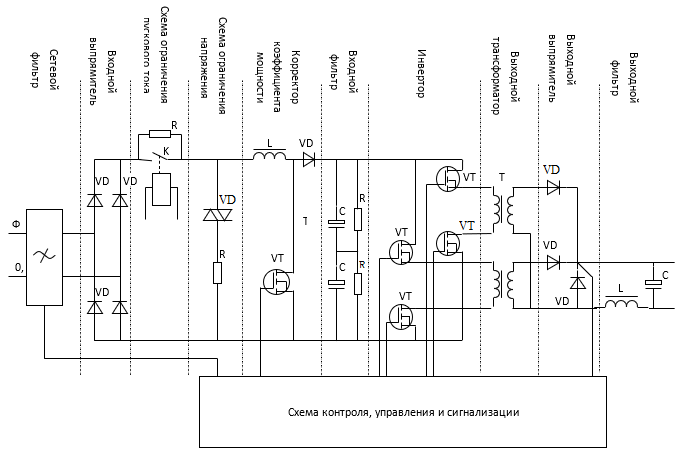 Сетевой
фильтр
Входной
выпрямитель
Схема ограничения
пускового тока
Схема ограничения
напряжения
Корректор
коэффициента
мощности
Входной
фильтр
Инвертор
Выходной
трансформатор
Выходной
выпрямитель
Выходной
фильтр
R
K
L
VD
VD
VD
VD
R
C
R
VT
T
VD
Ф
T
VT
VT
VD
R
C
R
VT
C
0,
VD
VT
VD
L
Схема контроля, управления и сигнализации